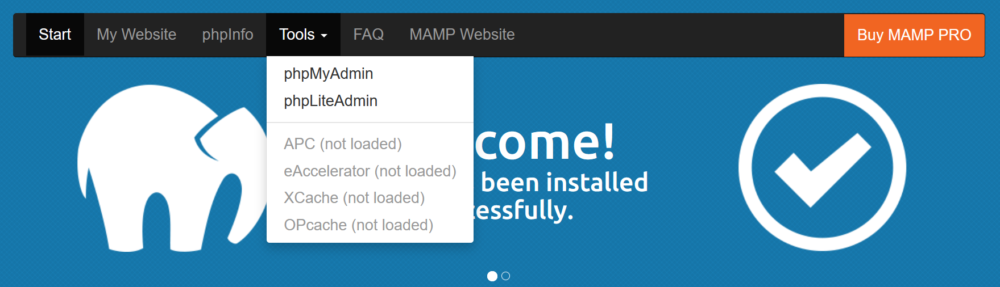 Start My Website phpInfo Tools FAQ MAMP Website Buy MAMP PRO
phpMyAdmin
phpLiteAdmin
APC (not loaded)
eAccelerator (not loaded)
XCache (not loaded)
OPcache (not loaded)
come!
been installed
essfully.